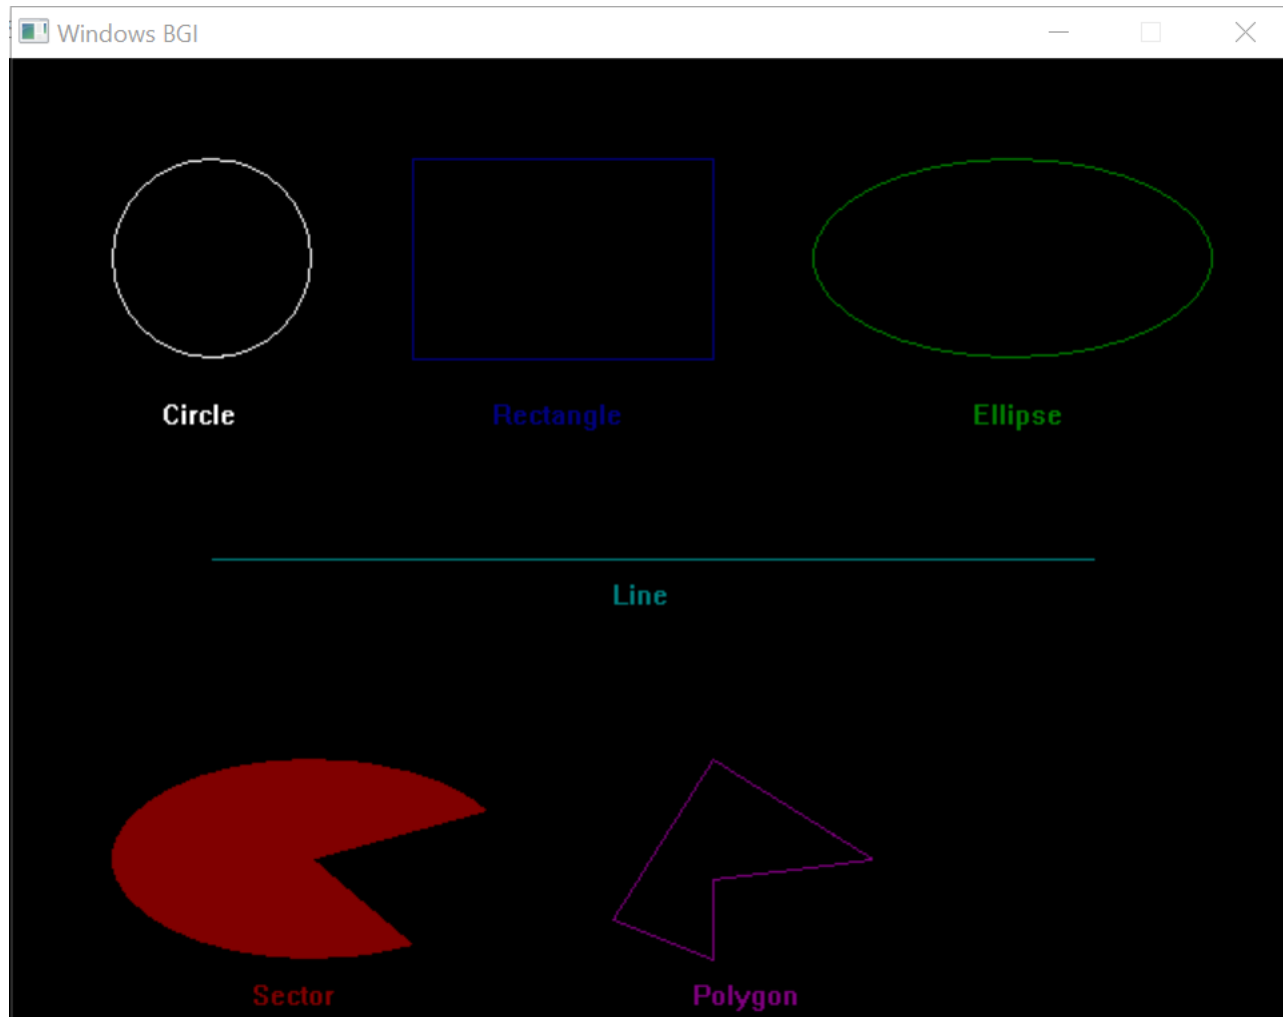 Windows BGI
Circle
Rectangle
Ellipse
Line
Sector
Polygon